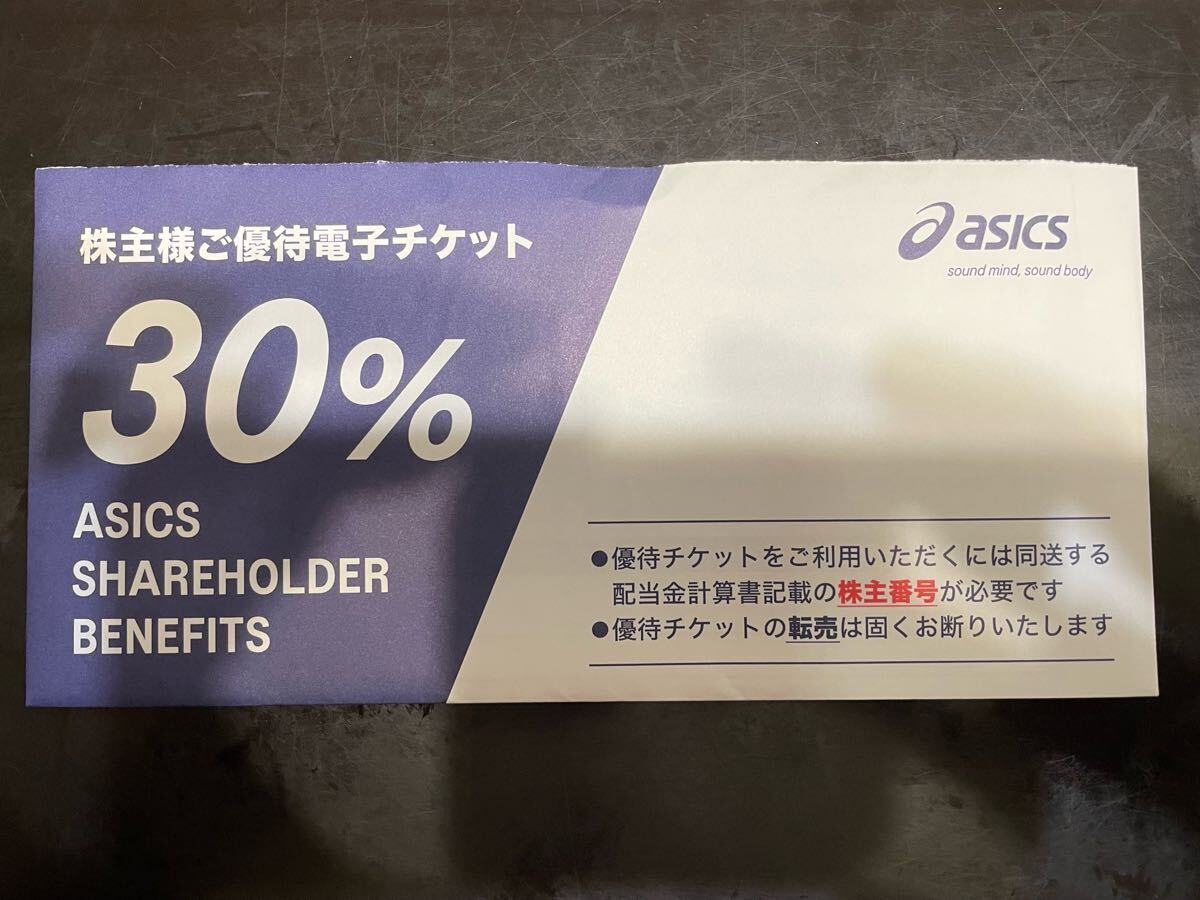 株主様ご優待電子チケット
30%
ASICS
SHAREHOLDER
BENEFITS
asics
sound mind, sound body
●優待チケットをご利用いただくには同送する
配当金計算書記載の株主番号が必要です
●優待チケットの転売は固くお断りいたします